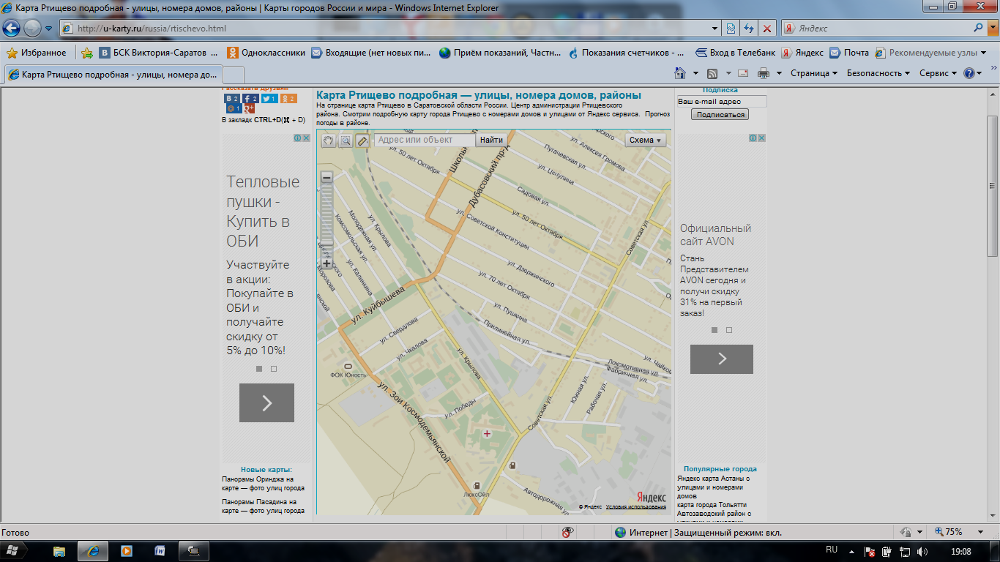 Карта Ртищево подробная - улицы, номера домов, районы | Карты городов России и мира - Windows Internet Explorer
http://u-karty.ru/russia/rtischevo.html
Яндекс
Избранное
БСК Виктория-Саратов ...
Одноклассники
Входящие (нет новых пи...
Приём показаний, Частн...
Показания счетчиков - ...
Вход в Телебанк
Яндекс
Почта
Рекомендуемые узлы
Карта Ртищево подробная - улицы, номера до...
Страница
Безопасность
Сервис
Рассказать друзьям
2
2
1
2
1
В закладк CTRL+D(⌘ + D)
Тепловые
пушки -
Купить в
ОБИ
Участвуйте
в акции:
Покупайте в
ОБИ и
получайте
скидку от
5% до 10%!
Новые карты:
Панорамы Оринджа на
карте — фото улиц города
Панорамы Пасадина на
карте — фото улиц города
Карта Ртищево подробная — улицы, номера домов, районы
На странице карта Ртищево в Саратовской области России. Центр администрации Ртищевского
района. Смотрим подробную карту города Ртищево с номерами домов и улицами от Яндекс сервиса. Прогноз
погоды в районе.
Адрес или объект
Найти
Схема
ул. 50 лет Октября
Дубасовский пр-д
ул. Алексея Громова
Пугачевская ул.
ул. Ципулина
Садовая ул.
ул. 50 лет Октября
ул. Советской Конституции
Советская ул.
ул. Крылова
Молодежная ул.
Комсомольская ул.
ул. Калинина
ул. Дзержинского
ул. 70 лет Октября
ул. Пушкина
Прилинейная ул.
ул. Куйбышева
ул. Свердлова
ул. Чкалова
ул. Крылова
Локомотивная ул.
Фабричная ул.
Южная ул.
Рабочая ул.
ФОК Юность
ул. Зои Космодемьянской
ул. Победы
Советская ул.
ЛюксОйл
Автодорожная ул.
Яндекс
© Яндекс Условия использования
Подписка
Ваш e-mail адрес
Подписаться
Официальный
сайт AVON
Стань
Представителем
AVON сегодня и
получи скидку
31% на первый
заказ!
Популярные города
Яндекс карта Астаны с
улицами и номерами
домов
карта города Тольятти
Автозаводский район с
Готово
Интернет | Защищенный режим: вкл.
75%
RU
19:08